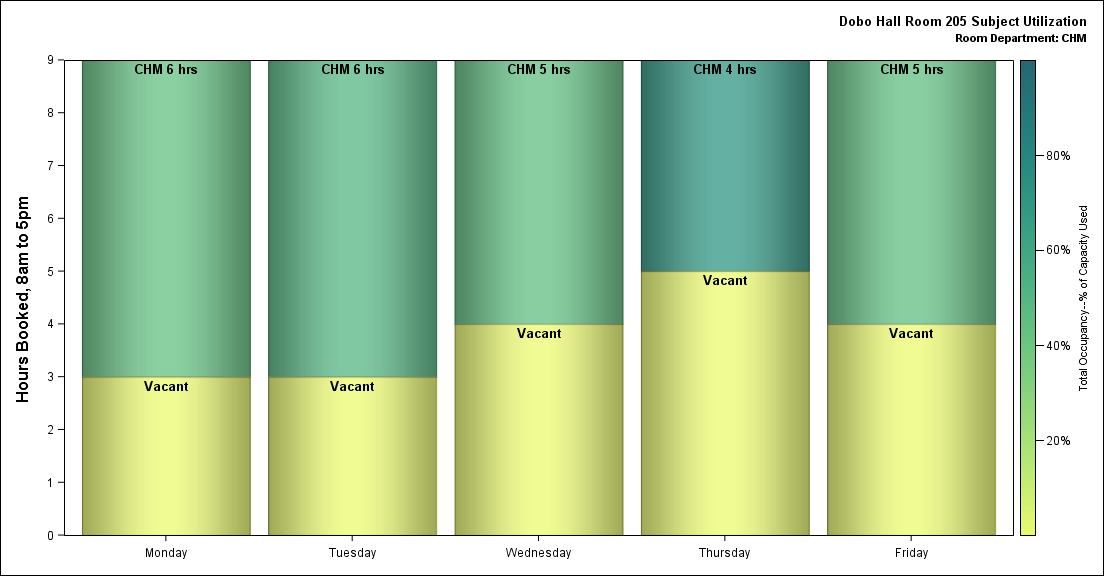 Dobo Hall Room 205 Subject Utilization
Room Department: CHM
Hours Booked, 8am to 5pm
9
8
7
6
5
4
3
2
1
0
CHM 6 hrs
CHM 6 hrs
CHM 5 hrs
CHM 4 hrs
CHM 5 hrs
Vacant
Vacant
Vacant
Vacant
Vacant
Monday
Tuesday
Wednesday
Thursday
Friday
80%
60%
40%
20%
Total Occupancy--% of Capacity Used